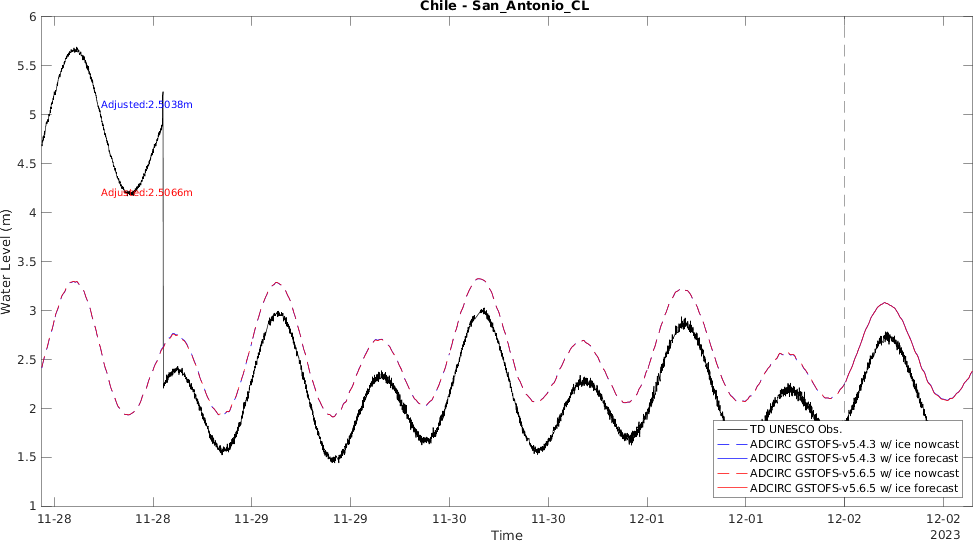 Chile - San_Antonio_CL
6
5.5
5
4.5
4
3.5
3
2.5
2
1.5
1
Water Level (m)
Adjusted:2.5038m
Adjusted:2.5066m
TD UNESCO Obs.
ADCIRC GSTOFS-v5.4.3 w/ ice nowcast
ADCIRC GSTOFS-v5.4.3 w/ ice forecast
ADCIRC GSTOFS-v5.6.5 w/ ice nowcast
ADCIRC GSTOFS-v5.6.5 w/ ice forecast
11-28 11-28 11-29 11-29 11-30 11-30 12-01 12-01 12-02 12-02
2023
Time